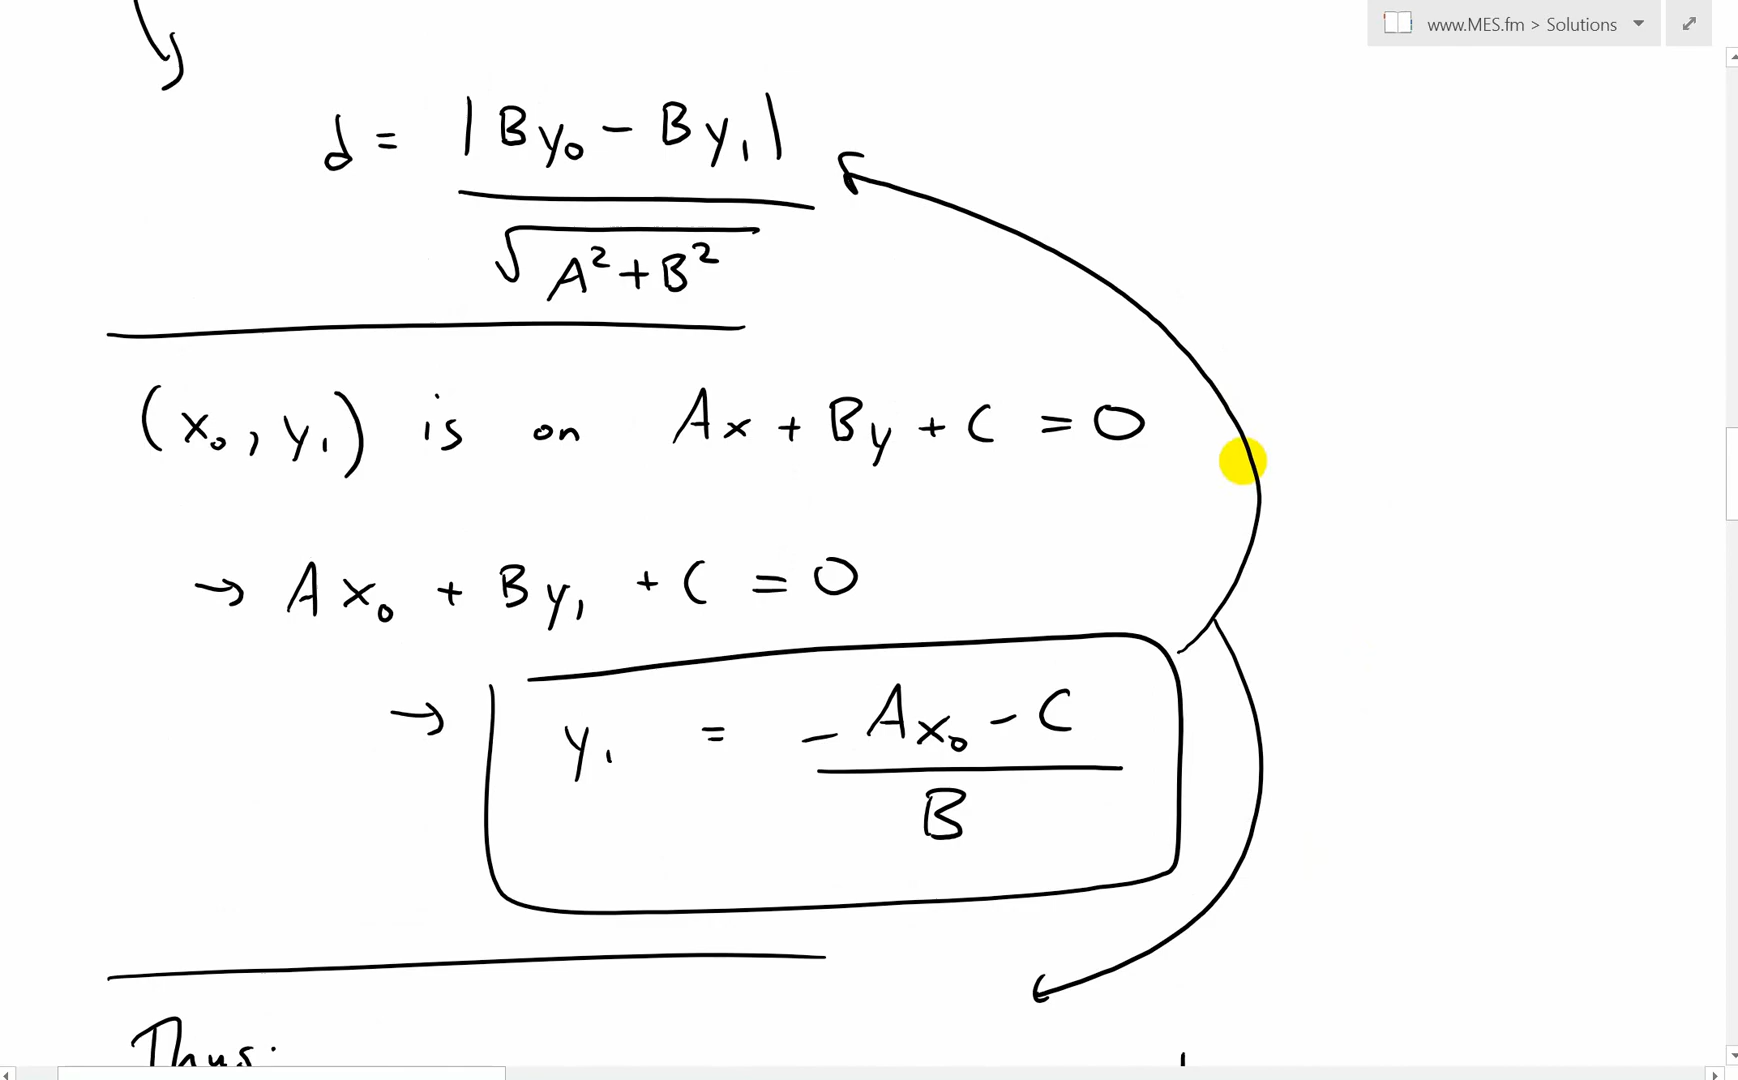 www.MES.fm > Solutions
d = |By₀ - By₁|
√A²+B²
(x₀, y₁) is on Ax + By + C = 0
→ Ax₀ + By₁ + C = 0
→ y₁ = -Ax₀ - C
B
Thus: